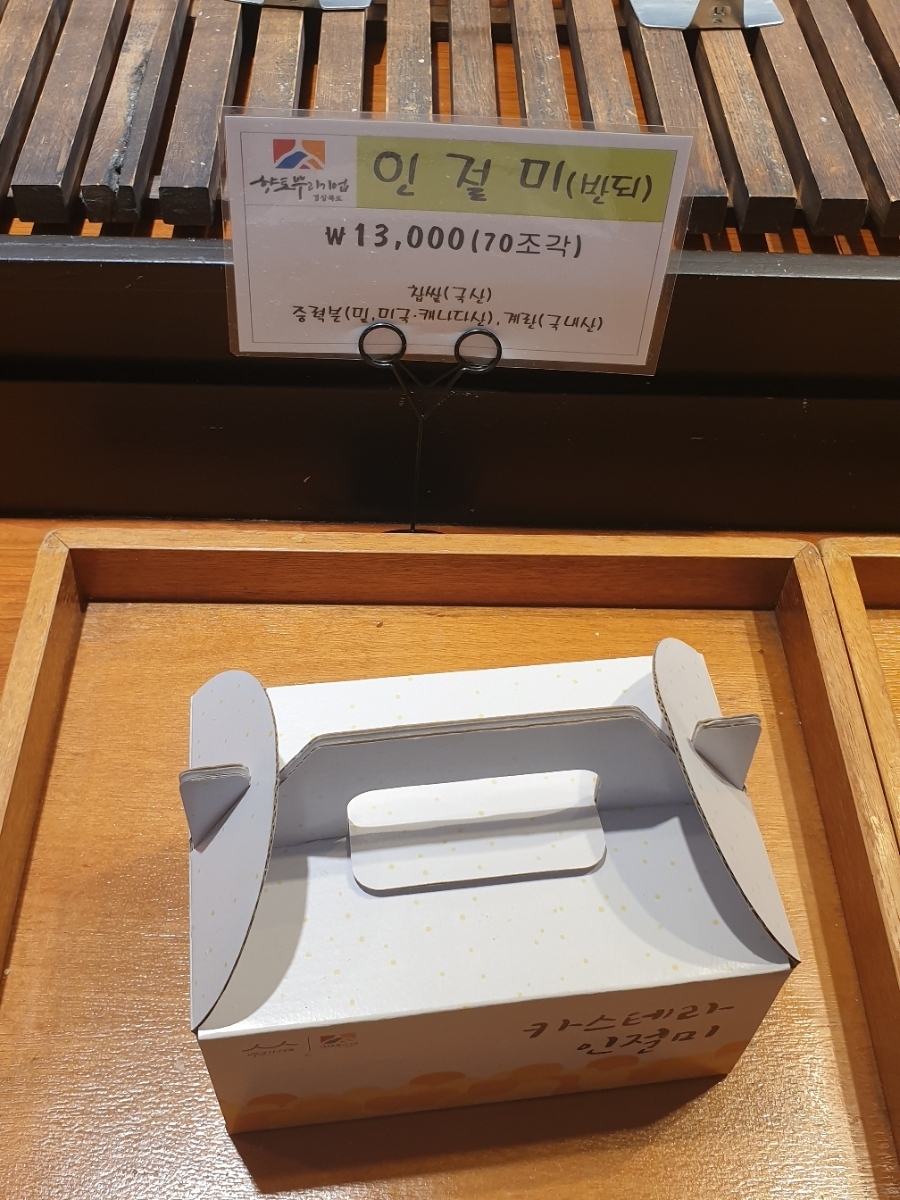 향토뿌리기업
경상북도
인절미(반되)
₩13,000(70조각)
찹쌀(국산)
중력분(밀,미국·캐나다산), 계란(국내산)
카스테라
인절미